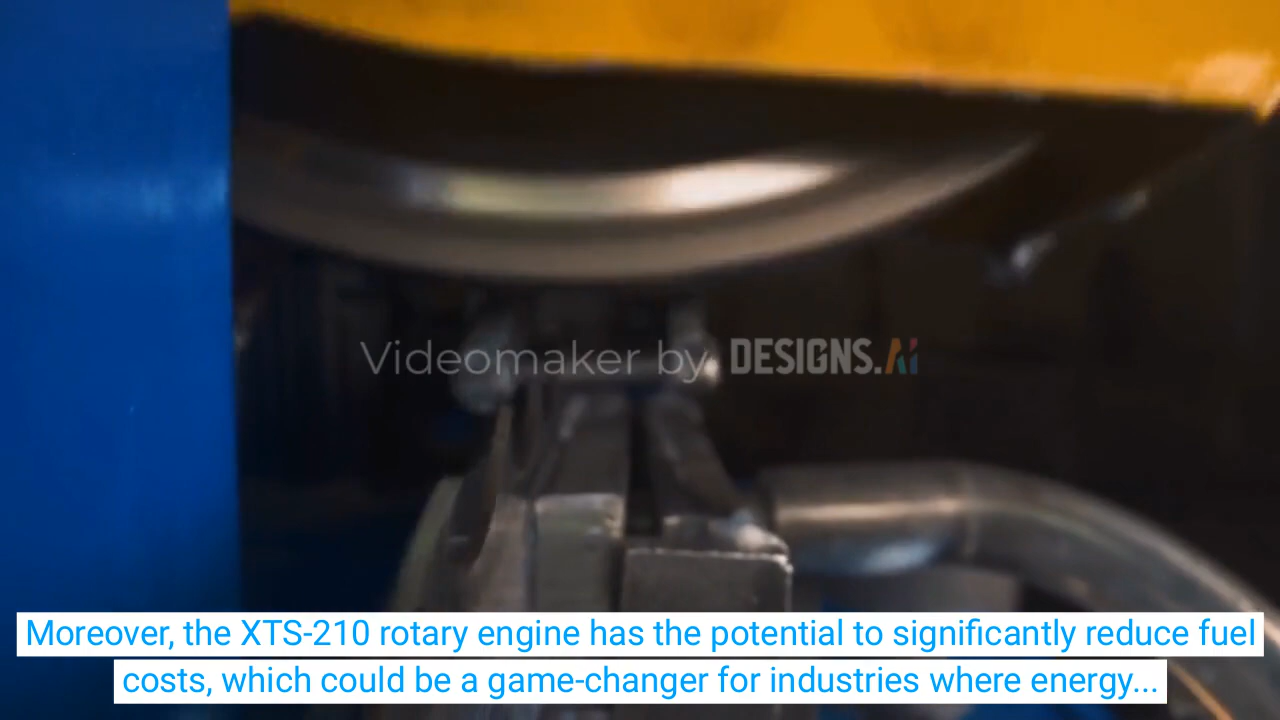 Videomaker by DESIGNS.Ai
Moreover, the XTS-210 rotary engine has the potential to significantly reduce fuel
costs, which could be a game-changer for industries where energy...